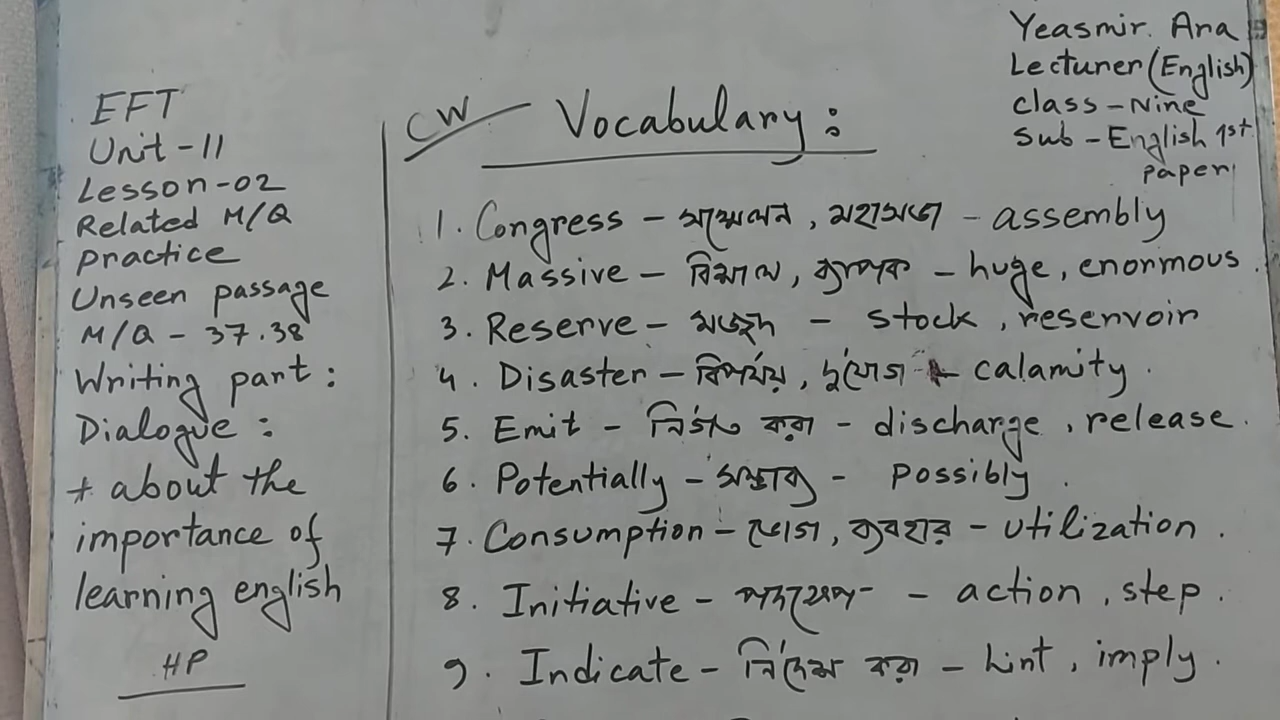 Yeasmir. Ara
Lecturer (English)
class - Nine
Sub - English 1st
paper
EFT
Unit - 11
Lesson - 02
Related M/Q
practice
Unseen passage
M/Q - 37.38
Writing part :
Dialogue :
+ about the
importance of
learning english
HP
CW Vocabulary :
1. Congress - সম্মেলন, মহাসভা - assembly
2. Massive - বিশাল, ব্যাপক - huge, enormous.
3. Reserve - মজুদ - stock, reservoir
4. Disaster - বিপর্যয়, দুর্যোগ - calamity.
5. Emit - নির্গত করা - discharge, release.
6. Potentially - সম্ভাব্য - possibly.
7. Consumption - ভোগ, ব্যবহার - utilization.
8. Initiative - পদক্ষেপ - action, step.
9. Indicate - নির্দেশ করা - hint, imply.